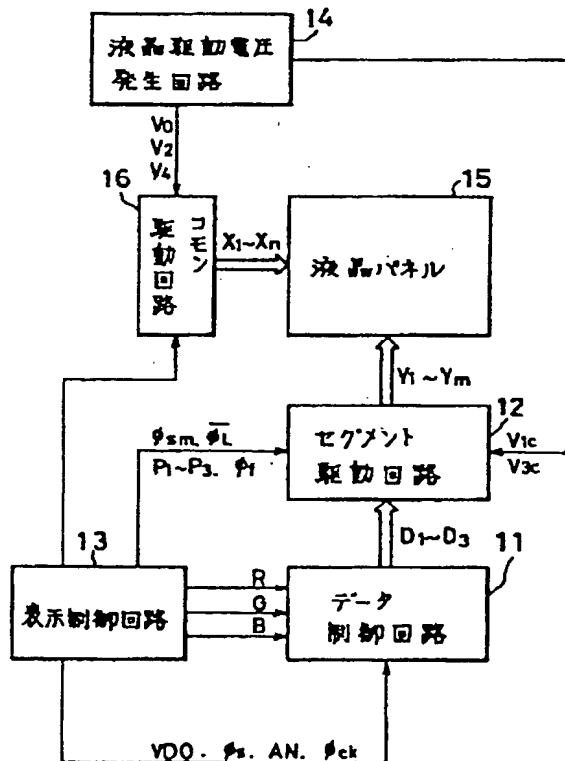 14
液晶駆動電圧
発生回路
V0
V2
V4
16
コモン
駆動回路
X1~Xn
15
液晶パネル
Y1~Ym
12
セグメント
駆動回路
V1c
V3c
φsm. φL̅
P1~P3. φf
D1~D3
13
表示制御回路
R
G
B
11
データ
制御回路
VDO. φs. AN. φck